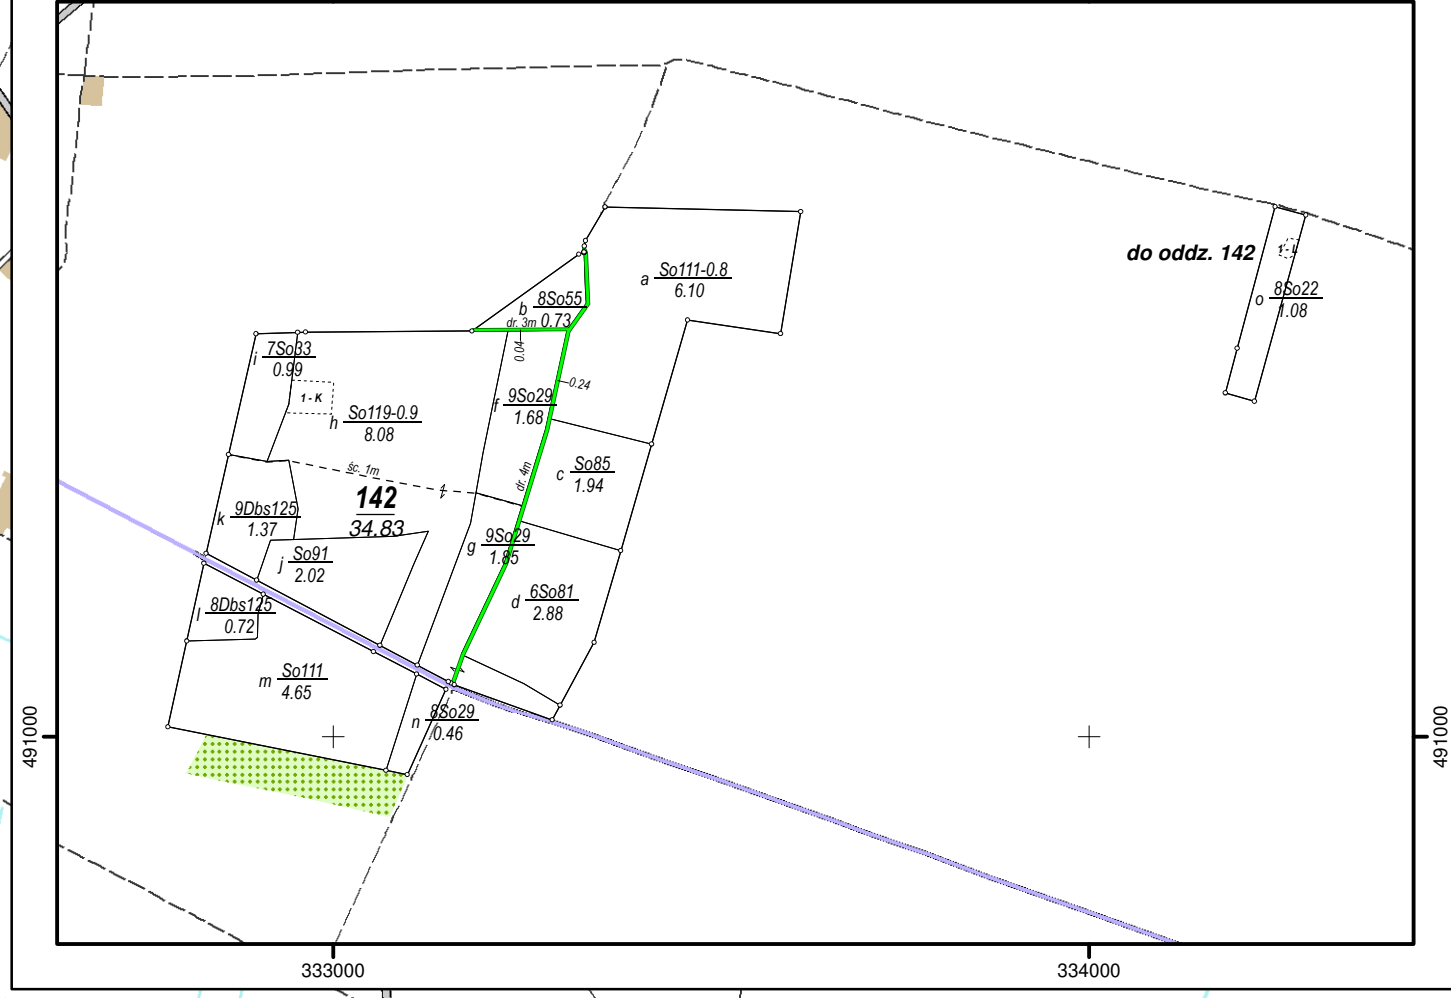 do oddz. 142
a So111-0.8
6.10
8So22
o
1.08
1 - L
b 8So55
dr. 3m 0.73
0.04
0.24
i 7So33
0.99
1 - K
h So119-0.9
8.08
f 9So29
1.68
śc. 1m
dr. 4m
c So85
1.94
142
34.83
k 9Dbs125
1.37
g 9So29
1.85
j So91
2.02
d 6So81
2.88
l 8Dbs125
0.72
m So111
4.65
n 8So29
0.46
491000
491000
333000
334000